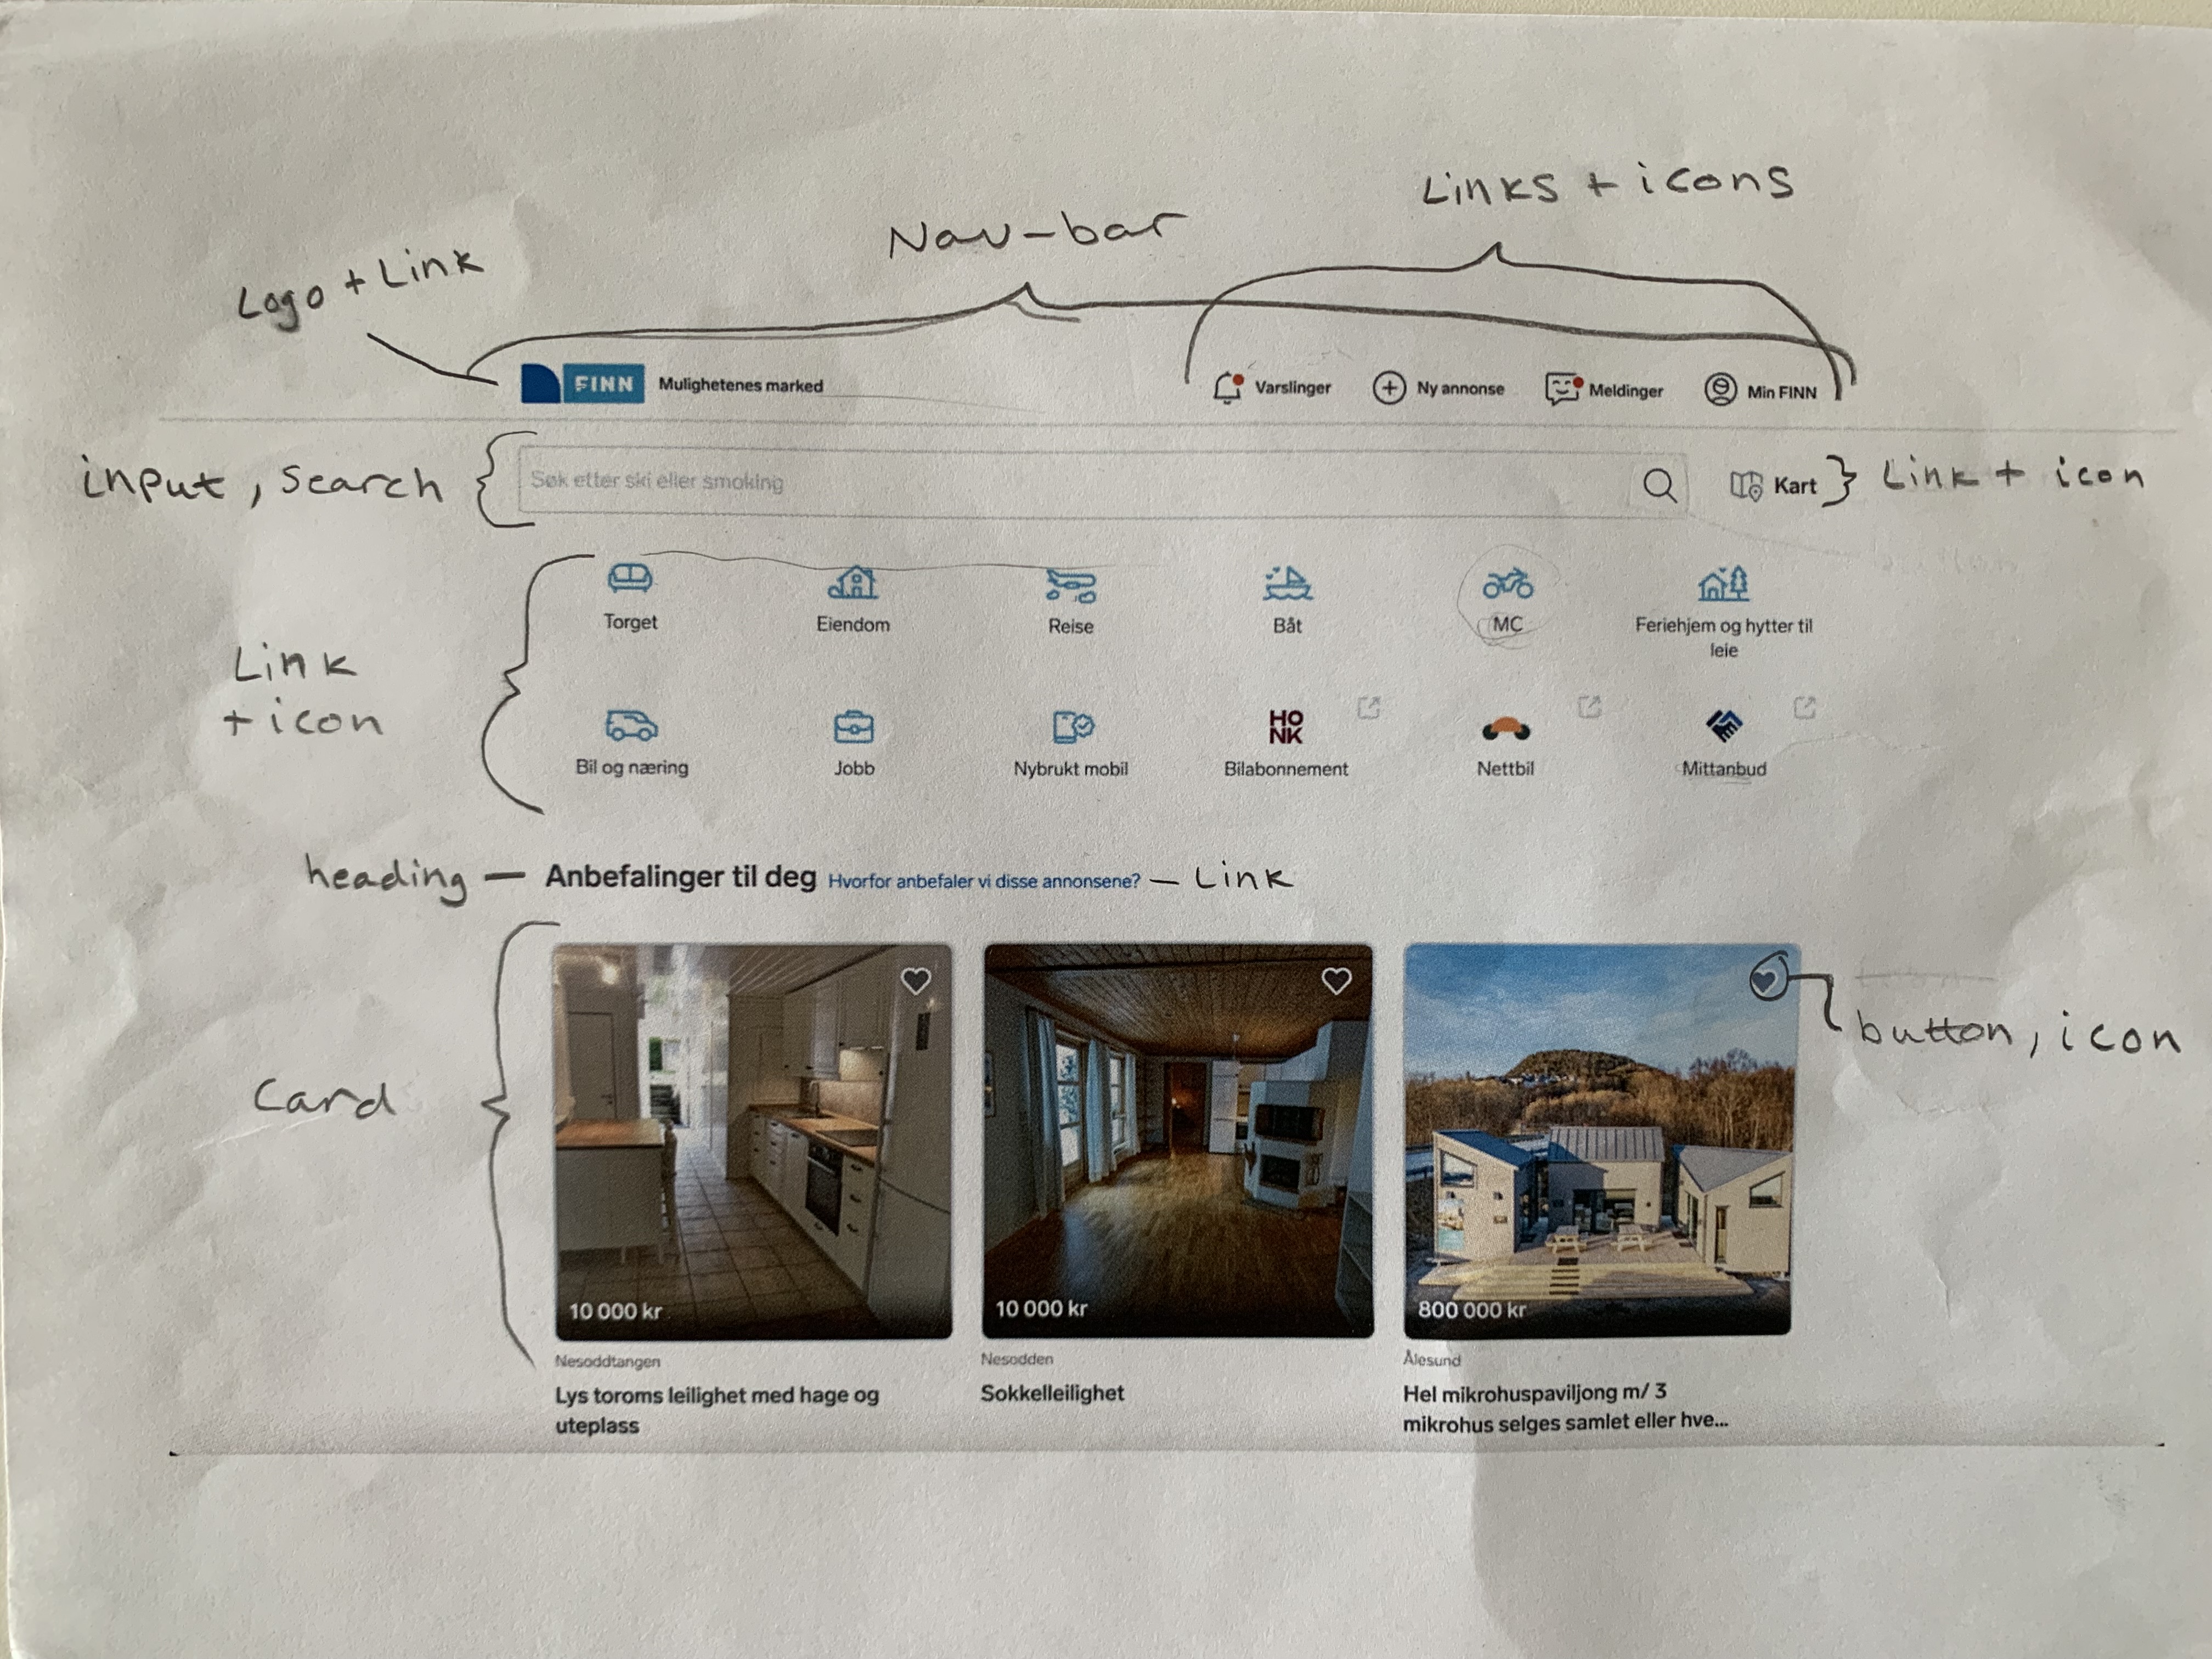 Links + icons
Nav-bar
Logo + Link
FINN Mulighetenes marked
Varslinger Ny annonse Meldinger Min FINN
input, search
Søk etter ski eller smoking
Kart
Link + icon
Link
+ icon
Torget Eiendom Reise Båt MC Feriehjem og hytter til
leie
HO
NK
Bil og næring Jobb Nybrukt mobil Bilabonnement Nettbil Mittanbud
heading — Anbefalinger til deg Hvorfor anbefaler vi disse annonsene? — Link
button, icon
Card
10 000 kr 10 000 kr 800 000 kr
Nesoddtangen Nesodden Ålesund
Lys toroms leilighet med hage og Sokkelleilighet Hel mikrohuspaviljong m/ 3
uteplass mikrohus selges samlet eller hve...